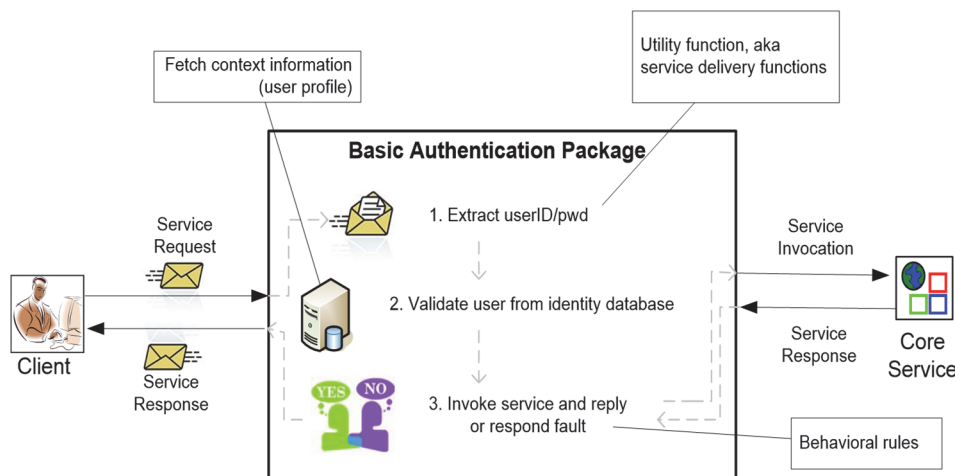 Utility function, aka
service delivery functions
Fetch context information
(user profile)
Basic Authentication Package
1. Extract userID/pwd
Service
Request
Service
Invocation
2. Validate user from identity database
Client
Service
Response
Service
Response
Core
Service
YES
NO
3. Invoke service and reply
or respond fault
Behavioral rules